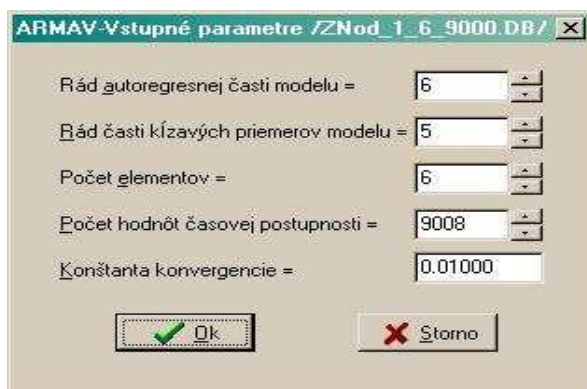 ARMAV-Vstupné parametre /ZNod_1_6_9000.DB/
Rád autoregresnej časti modelu = 6
Rád časti kĺzavých priemerov modelu = 5
Počet elementov = 6
Počet hodnôt časovej postupnosti = 9008
Konštanta konvergencie = 0.01000
Ok Storno